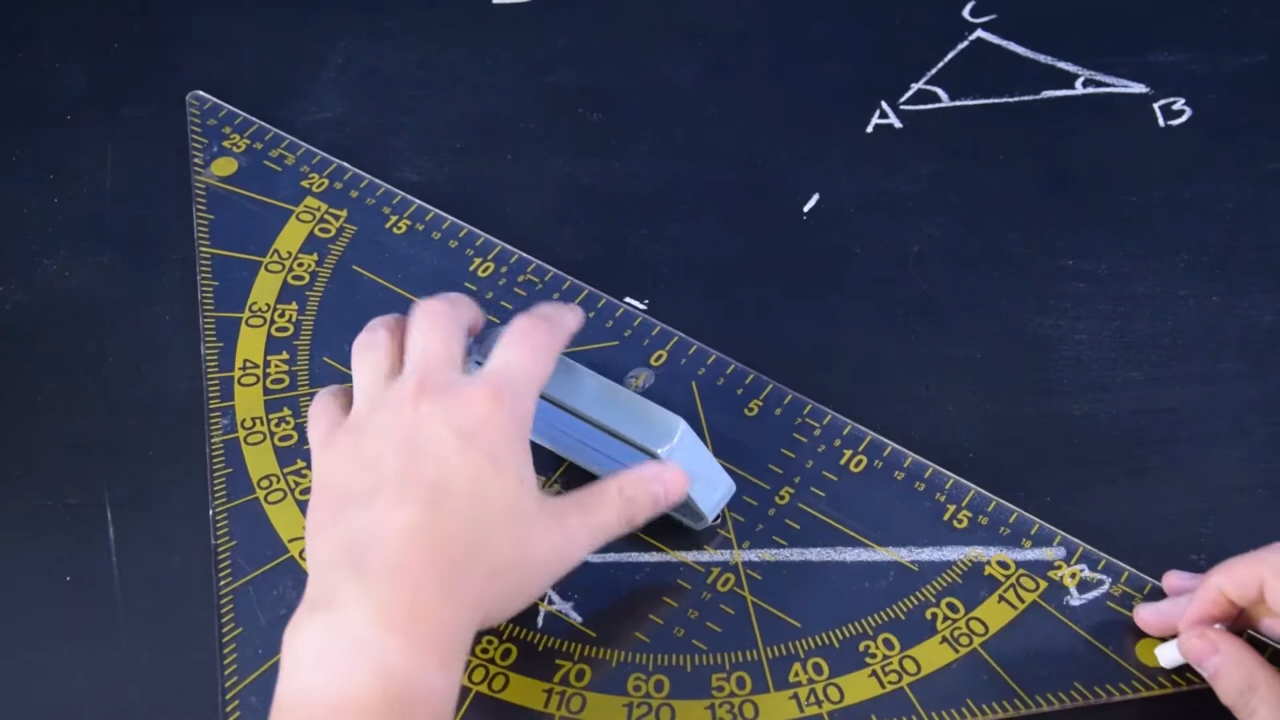 C
A B
25 20 15 10 0 5 10 15 20
10 20 30 40 50 60
170 160 150 140 130 120
5
10
A B
80 70 60 50 40 30 20 10
100 110 120 130 140 150 160 170